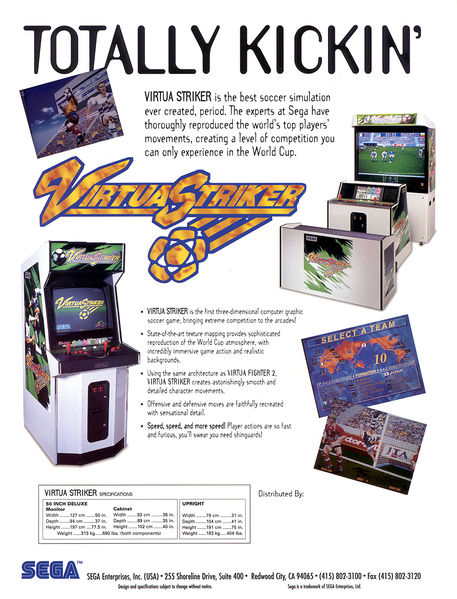 TOTALLY KICKIN'
VIRTUA STRIKER is the best soccer simulation
ever created, period. The experts at Sega have
thoroughly reproduced the world's top players'
movements, creating a level of competition you
can only experience in the World Cup.
VIRTUA STRIKER
SEGA
VIRTUA STRIKER
VIRTUA STRIKER
• VIRTUA STRIKER is the first three-dimensional computer graphic
soccer game, bringing extreme competition to the arcades!
• State-of-the-art texture mapping provides sophisticated
reproduction of the World Cup atmosphere, with
incredibly immersive game action and realistic
backgrounds.
• Using the same architecture as VIRTUA FIGHTER 2,
VIRTUA STRIKER creates astonishingly smooth and
detailed character movements.
• Offensive and defensive moves are faithfully recreated
with sensational detail.
• Speed, speed, and more speed! Player actions are so fast
and furious, you'll swear you need shinguards!
SELECT A TEAM
10
JTA
VIRTUA STRIKER SPECIFICATIONS
50 INCH DELUXE
Monitor Cabinet
Width ......127 cm ......50 in. Width ......92 cm ......36 in.
Depth ......94 cm ......37 in. Depth ......89 cm ......35 in.
Height ......197 cm ......77.5 in. Height ......102 cm ......40 in.
Weight ......313 kg ......690 lbs. (both components)
UPRIGHT
Width ......79 cm ......31 in.
Depth ......104 cm ......41 in.
Height ......191 cm ......75 in.
Weight ......183 kg ......404 lbs.
Distributed By:
SEGA™
SEGA Enterprises, Inc. (USA) • 255 Shoreline Drive, Suite 400 • Redwood City, CA 94065 • (415) 802-3100 • Fax (415) 802-3120
Design and specifications subject to change without notice. Sega is a trademark of SEGA Enterprises, Ltd.